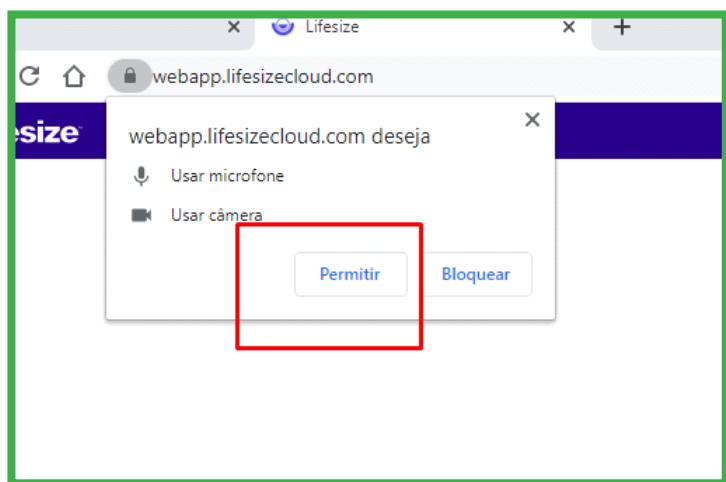 Lifesize
webapp.lifesizecloud.com
esize
webapp.lifesizecloud.com deseja
Usar microfone
Usar câmera
Permitir
Bloquear